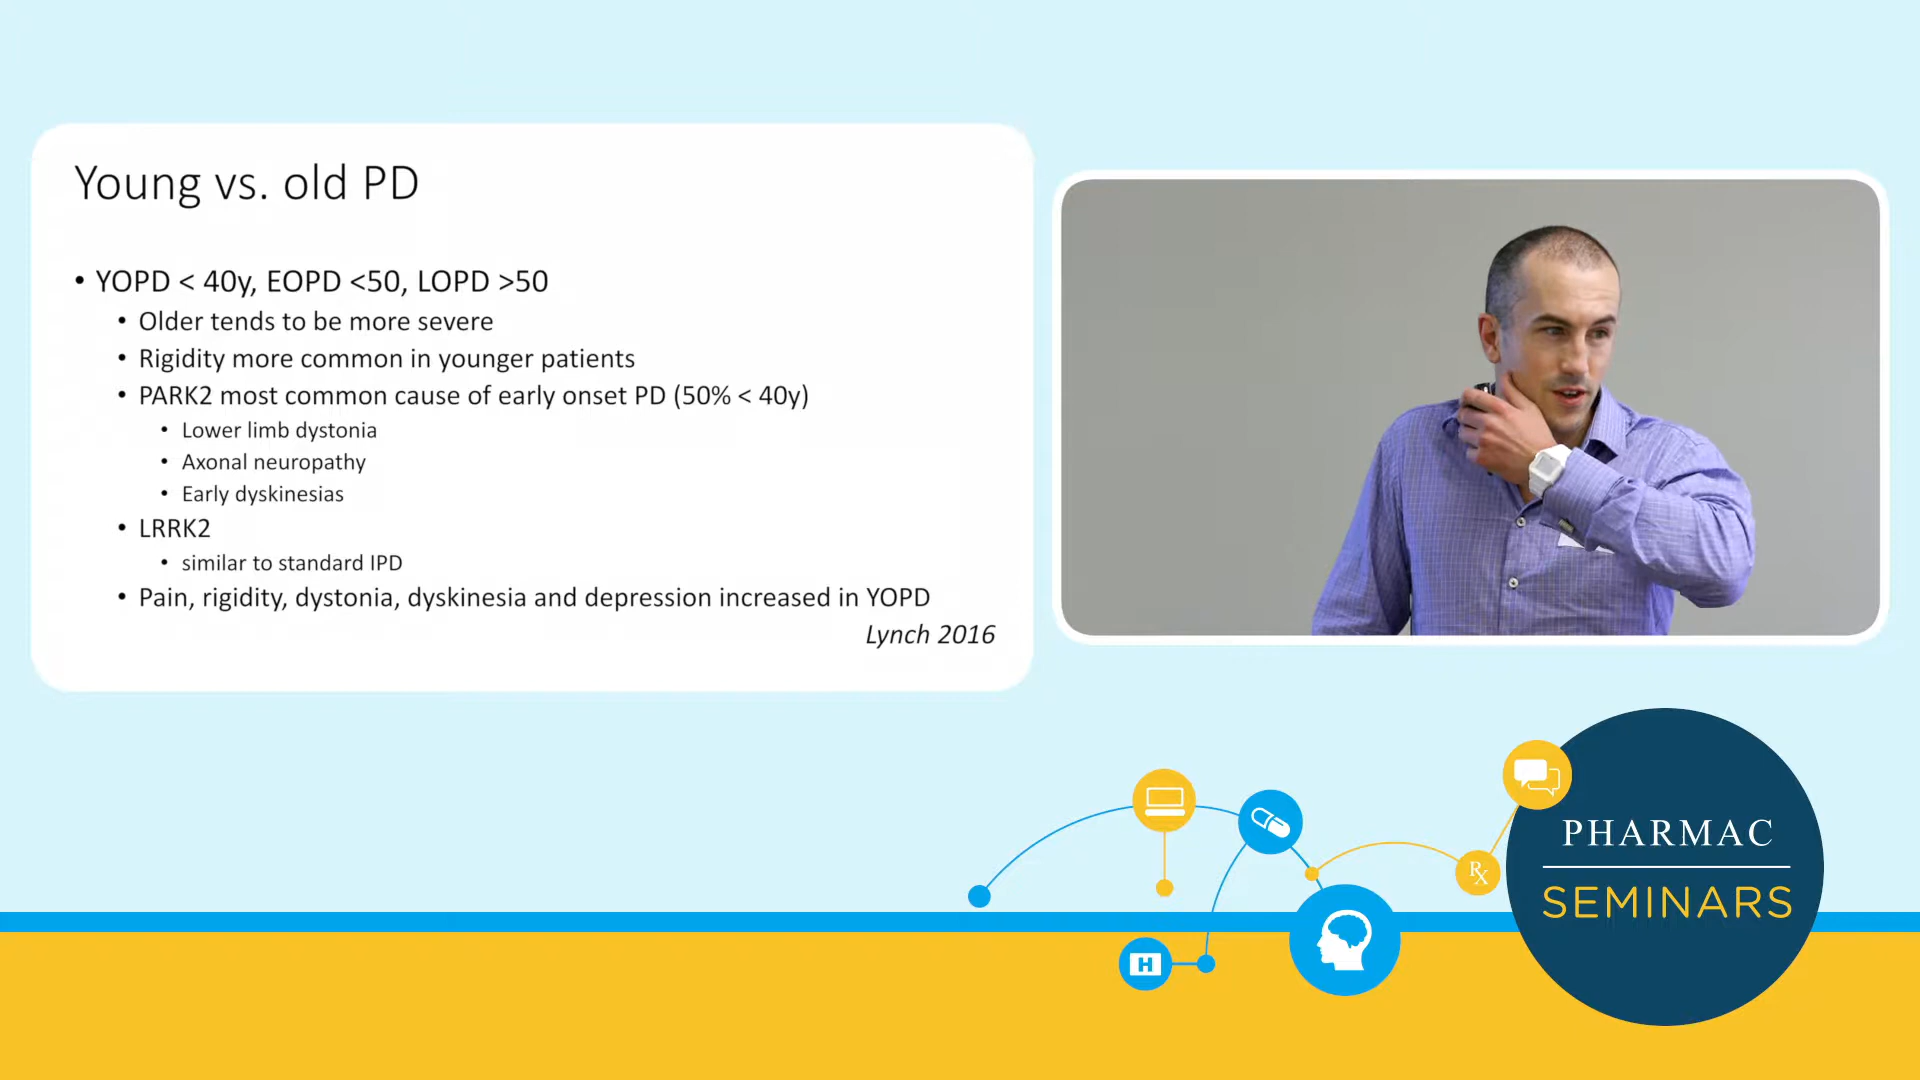 Young vs. old PD
• YOPD < 40y, EOPD <50, LOPD >50
• Older tends to be more severe
• Rigidity more common in younger patients
• PARK2 most common cause of early onset PD (50% < 40y)
• Lower limb dystonia
• Axonal neuropathy
• Early dyskinesias
• LRRK2
• similar to standard IPD
• Pain, rigidity, dystonia, dyskinesia and depression increased in YOPD
Lynch 2016
Rx
H
PHARMAC
SEMINARS